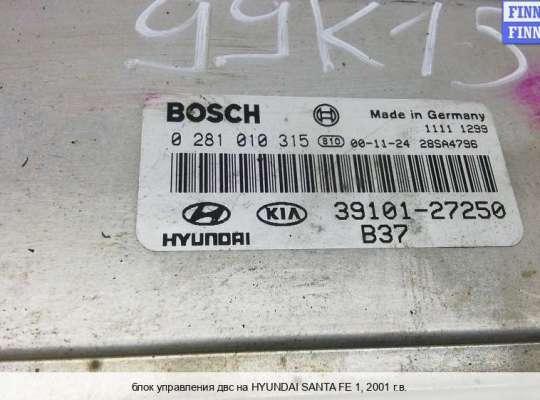 99K15
FINN
FINN
BOSCH
Made in Germany
1111 1299
0 281 010 315 810 00-11-24 28SA4796
KIA 39101-27250
HYUNDAI B37
блок управления двс на HYUNDAI SANTA FE 1, 2001 г.в.